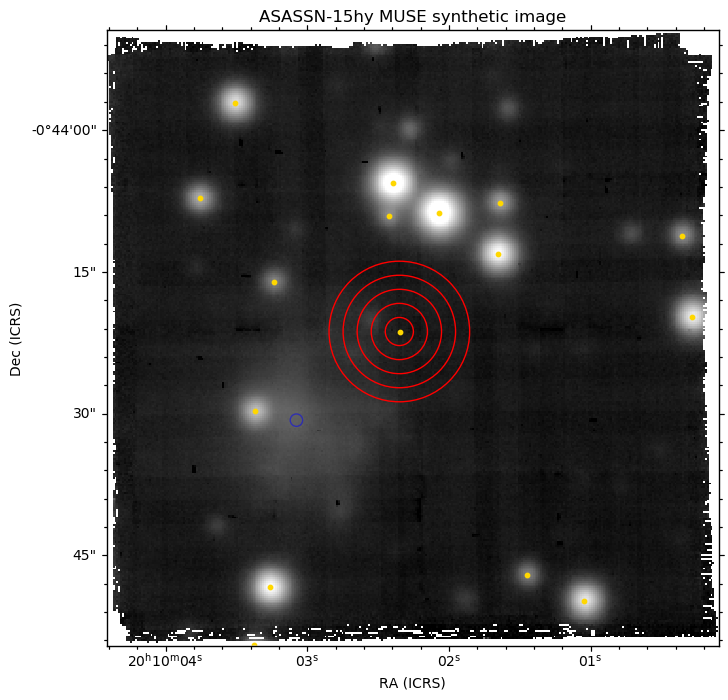 ASASSN-15hy MUSE synthetic image
-0°44'00"
15"
30"
45"
Dec (ICRS)
20ʰ10ᵐ04ˢ
03ˢ
02ˢ
01ˢ
RA (ICRS)